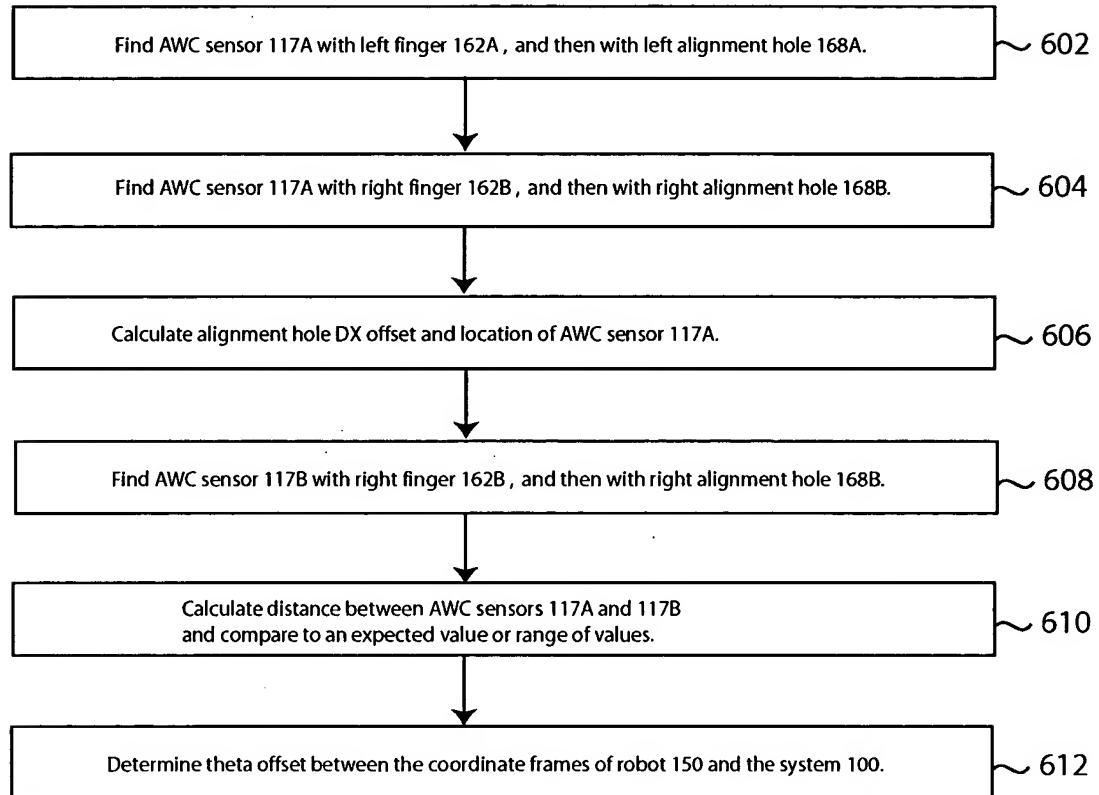 Find AWC sensor 117A with left finger 162A, and then with left alignment hole 168A.
602
Find AWC sensor 117A with right finger 162B, and then with right alignment hole 168B.
604
Calculate alignment hole DX offset and location of AWC sensor 117A.
606
Find AWC sensor 117B with right finger 162B, and then with right alignment hole 168B.
608
Calculate distance between AWC sensors 117A and 117B
and compare to an expected value or range of values.
610
Determine theta offset between the coordinate frames of robot 150 and the system 100.
612